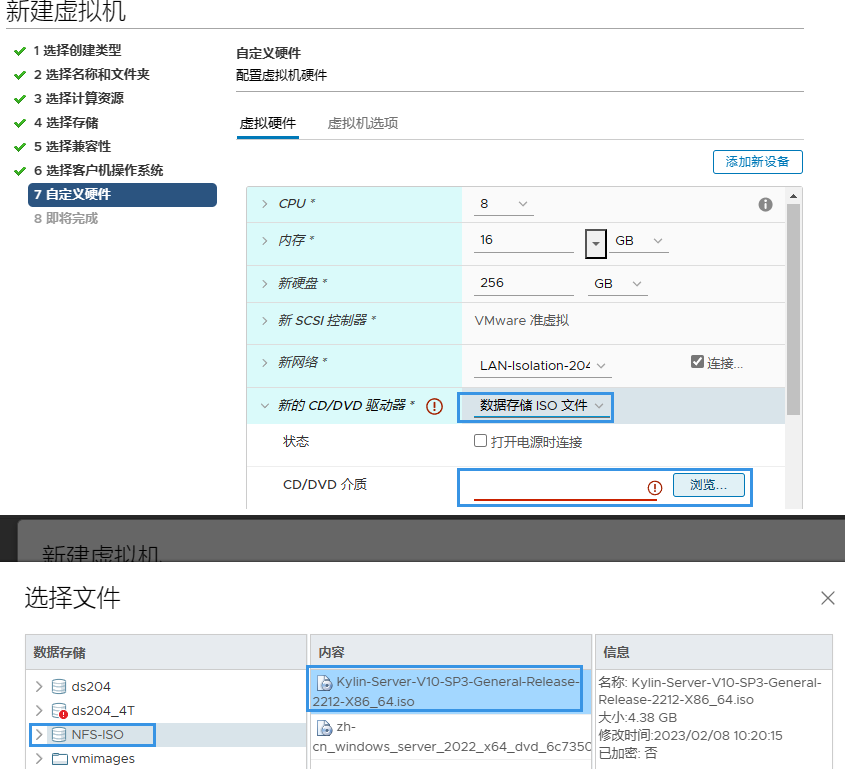 新建虚拟机
1 选择创建类型
2 选择名称和文件夹
3 选择计算资源
4 选择存储
5 选择兼容性
6 选择客户机操作系统
7 自定义硬件
8 即将完成
自定义硬件
配置虚拟机硬件
虚拟硬件 虚拟机选项
添加新设备
CPU * 8
内存 * 16 GB
新硬盘 * 256 GB
新 SCSI 控制器 * VMware 准虚拟
新网络 * LAN-Isolation-204 连接...
新的 CD/DVD 驱动器 * 数据存储 ISO 文件
状态 打开电源时连接
CD/DVD 介质 浏览...
新建虚拟机
选择文件
数据存储
ds204
ds204_4T
NFS-ISO
vmimages
内容
Kylin-Server-V10-SP3-General-Release-
2212-X86_64.iso
zh-
cn_windows_server_2022_x64_dvd_6c7350
信息
名称: Kylin-Server-V10-SP3-General-
Release-2212-X86_64.iso
大小:4.38 GB
修改时间:2023/02/08 10:20:15
已加密: 否